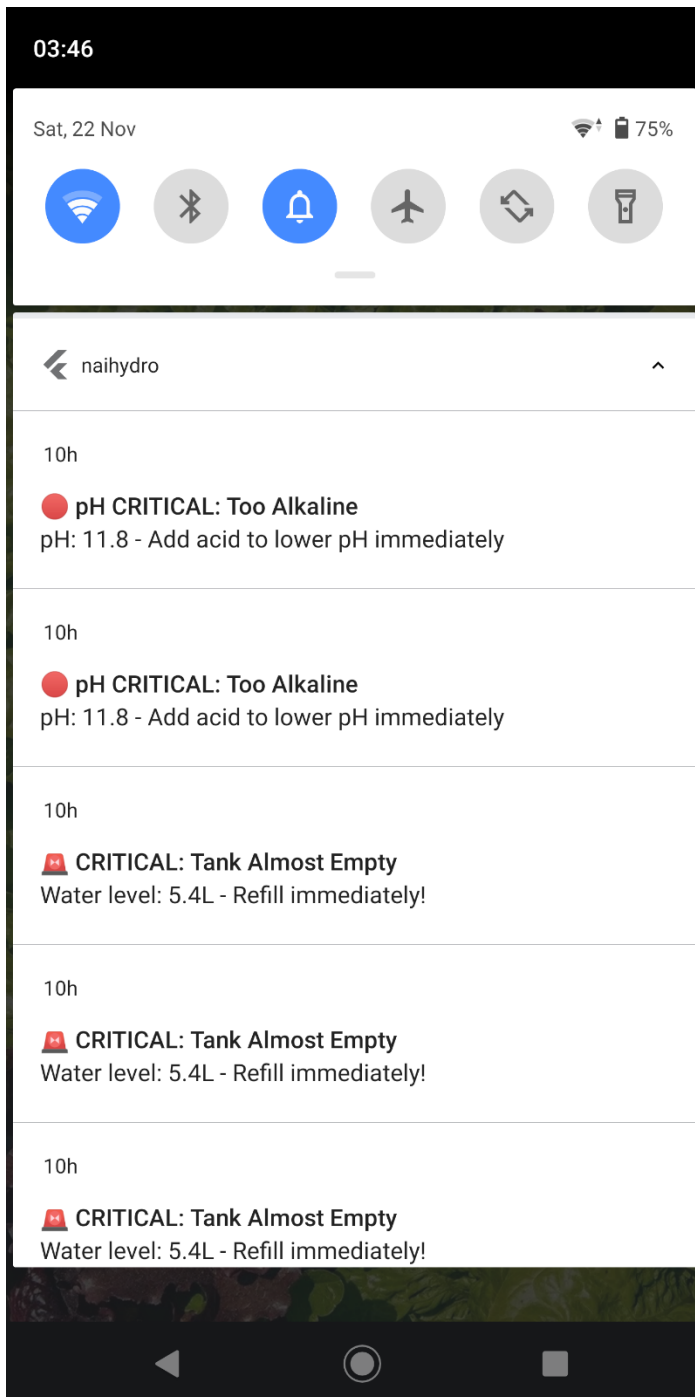 03:46
Sat, 22 Nov
75%
naihydro
10h
🔴 pH CRITICAL: Too Alkaline
pH: 11.8 - Add acid to lower pH immediately
10h
🔴 pH CRITICAL: Too Alkaline
pH: 11.8 - Add acid to lower pH immediately
10h
🚨 CRITICAL: Tank Almost Empty
Water level: 5.4L - Refill immediately!
10h
🚨 CRITICAL: Tank Almost Empty
Water level: 5.4L - Refill immediately!
10h
🚨 CRITICAL: Tank Almost Empty
Water level: 5.4L - Refill immediately!